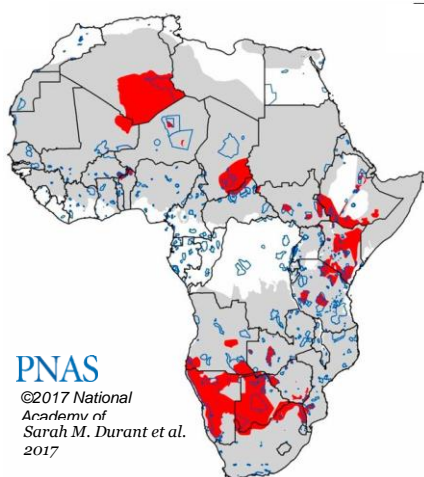 PNAS
©2017 National
Academy of
Sarah M. Durant et al.
2017